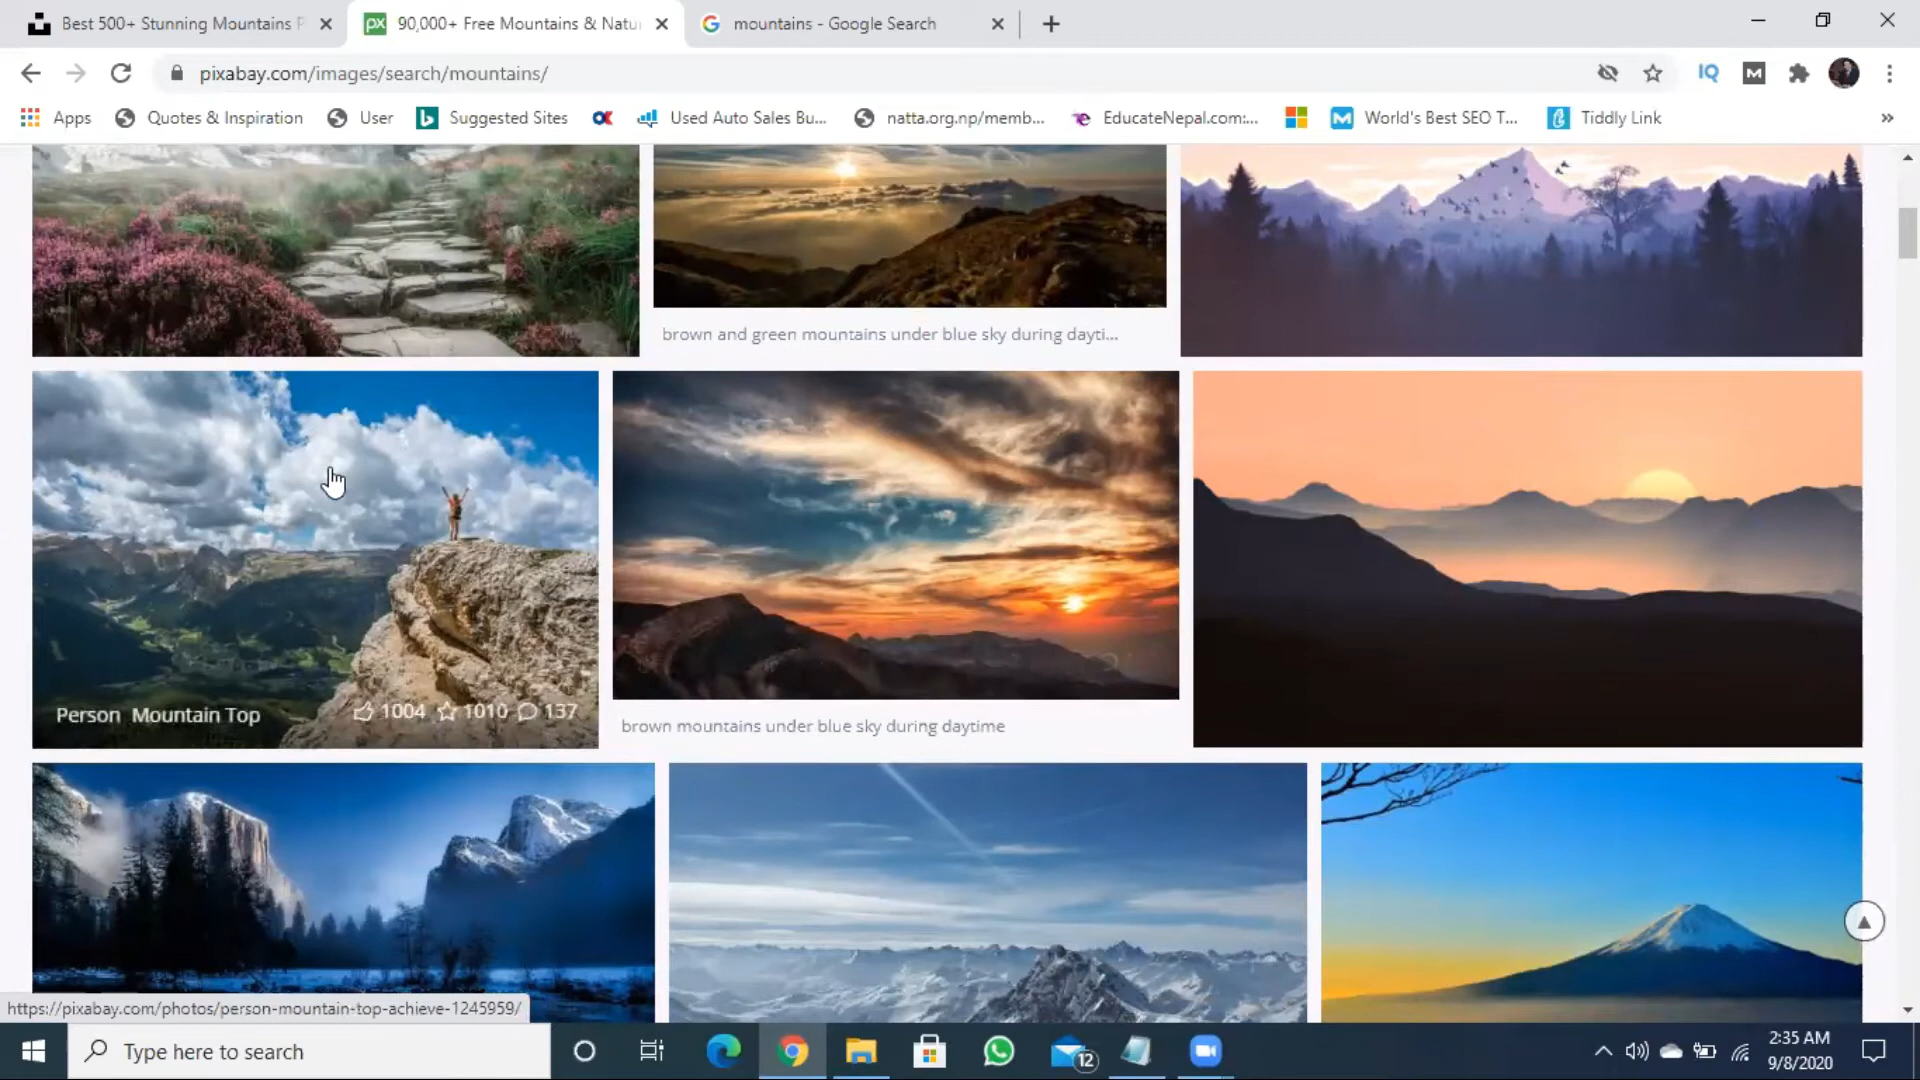 Best 500+ Stunning Mountains P
px 90,000+ Free Mountains & Natu
mountains - Google Search
pixabay.com/images/search/mountains/
IQ
M
Apps
Quotes & Inspiration
User
Suggested Sites
Used Auto Sales Bu...
natta.org.np/memb...
EducateNepal.com:...
World's Best SEO T...
Tiddly Link
»
brown and green mountains under blue sky during dayti...
Person Mountain Top
1004 1010 137
brown mountains under blue sky during daytime
https://pixabay.com/photos/person-mountain-top-achieve-1245959/
Type here to search
12
2:35 AM
9/8/2020